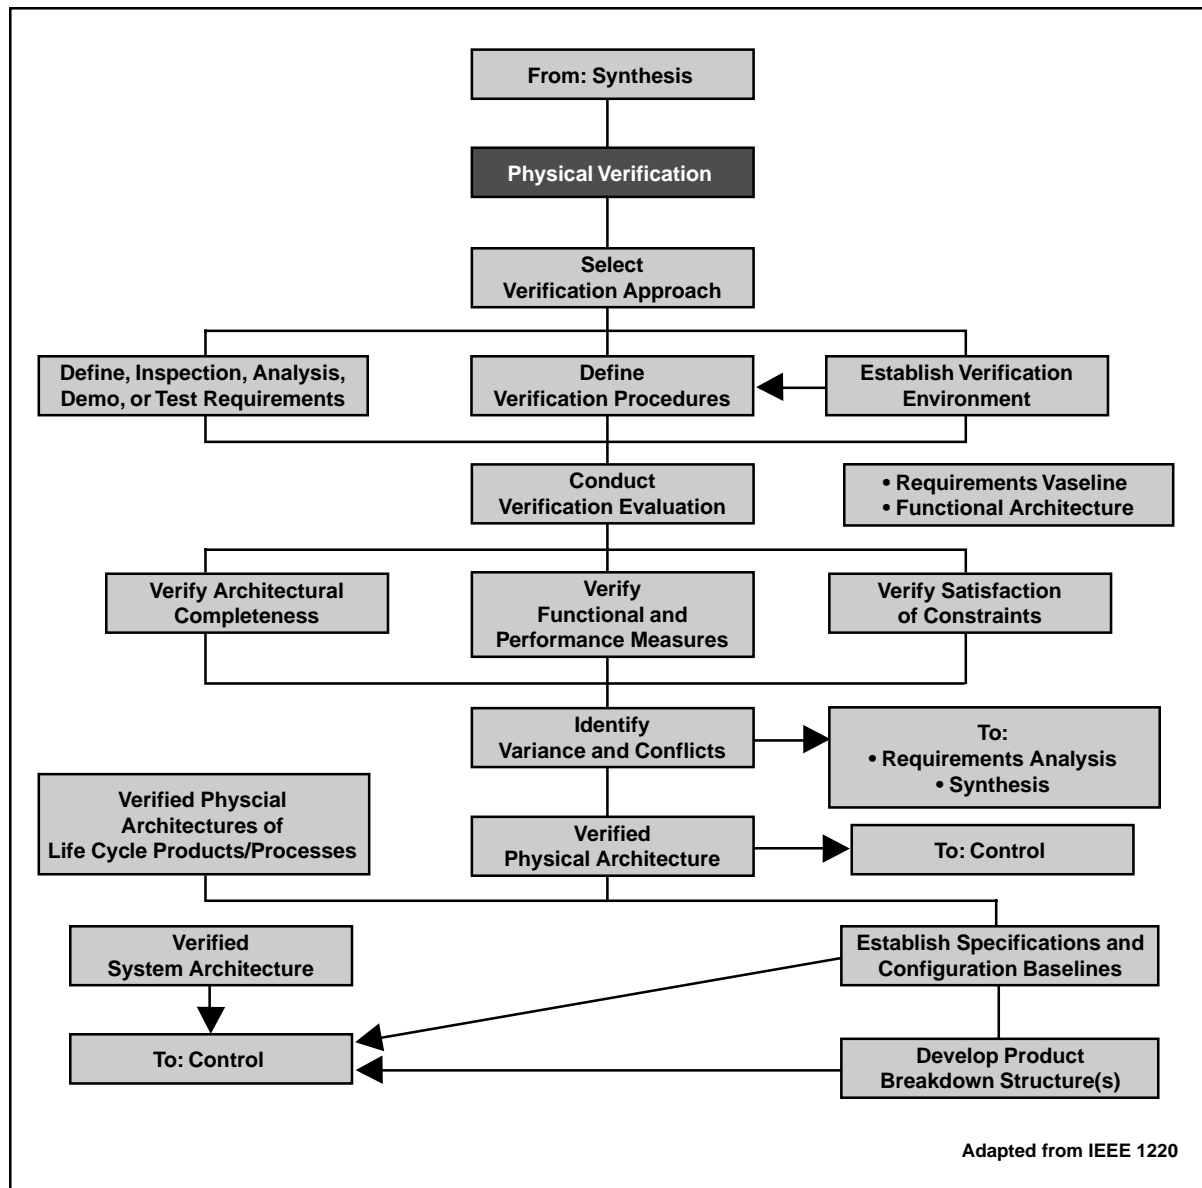 From: Synthesis
Physical Verification
Select
Verification Approach
Define, Inspection, Analysis,
Demo, or Test Requirements
Define
Verification Procedures
Establish Verification
Environment
Conduct
Verification Evaluation
• Requirements Vaseline
• Functional Architecture
Verify Architectural
Completeness
Verify
Functional and
Performance Measures
Verify Satisfaction
of Constraints
Identify
Variance and Conflicts
To:
• Requirements Analysis
• Synthesis
Verified Physcial
Architectures of
Life Cycle Products/Processes
Verified
Physical Architecture
To: Control
Verified
System Architecture
Establish Specifications and
Configuration Baselines
To: Control
Develop Product
Breakdown Structure(s)
Adapted from IEEE 1220